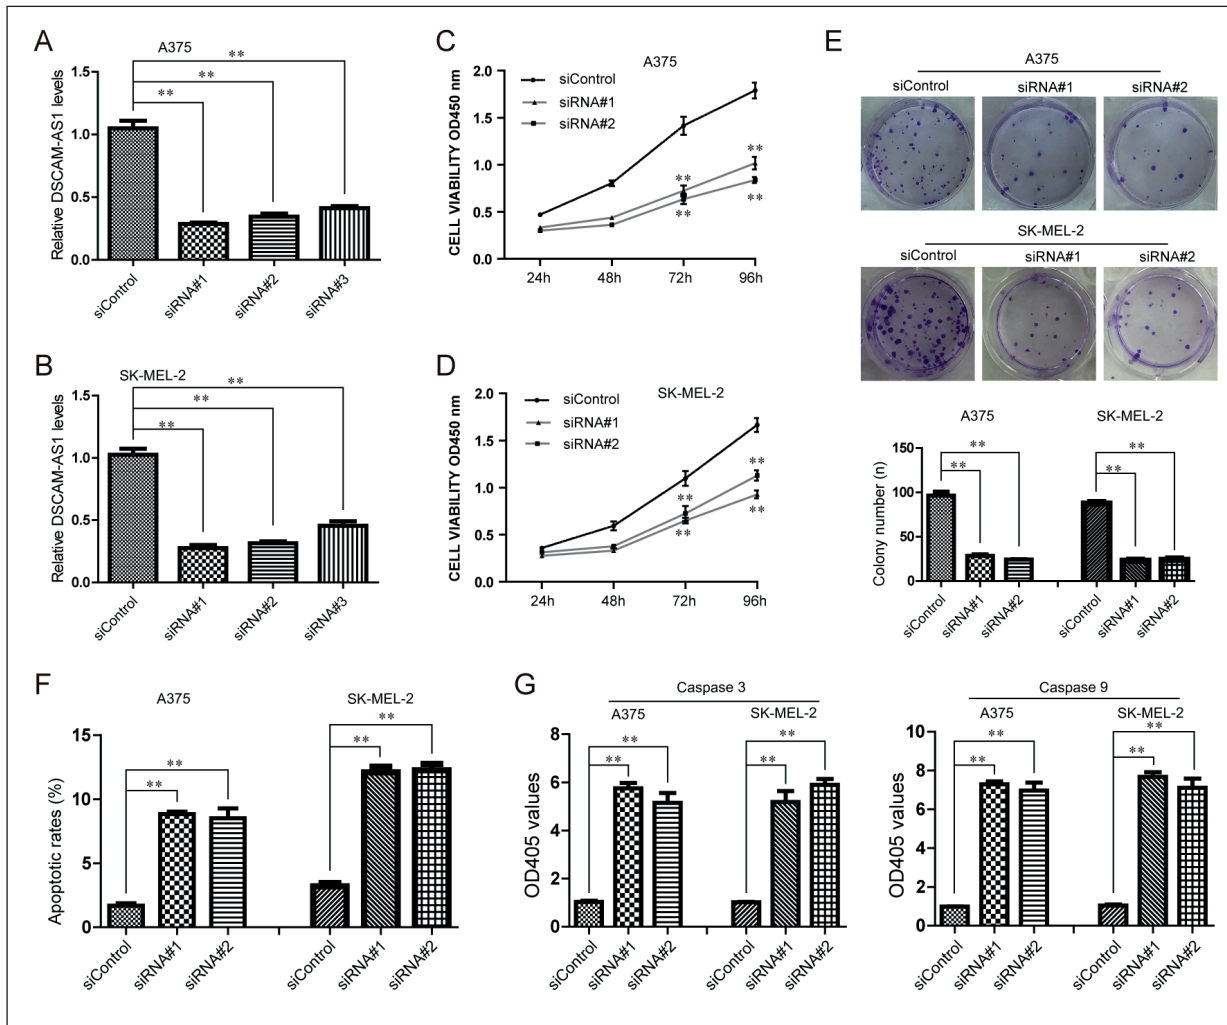 A
A375
Relative DSCAM-AS1 levels
1.5
1.0
0.5
0.0
**
**
**
siControl
siRNA#1
siRNA#2
siRNA#3
B
SK-MEL-2
Relative DSCAM-AS1 levels
1.5
1.0
0.5
0.0
**
**
**
siControl
siRNA#1
siRNA#2
siRNA#3
C
A375
CELL VIABILITY OD450 nm
2.0
1.5
1.0
0.5
0.0
siControl
siRNA#1
siRNA#2
**
**
**
**
24h 48h 72h 96h
D
SK-MEL-2
CELL VIABILITY OD450 nm
2.0
1.5
1.0
0.5
0.0
siControl
siRNA#1
siRNA#2
**
**
**
**
24h 48h 72h 96h
E
A375
siControl siRNA#1 siRNA#2
SK-MEL-2
siControl siRNA#1 siRNA#2
A375 SK-MEL-2
Colony number (n)
150
100
50
0
**
**
**
**
siControl
siRNA#1
siRNA#2
siControl
siRNA#1
siRNA#2
F
A375 SK-MEL-2
Apoptotic rates (%)
15
10
5
0
**
**
**
**
siControl
siRNA#1
siRNA#2
siControl
siRNA#1
siRNA#2
G
Caspase 3
A375 SK-MEL-2
OD405 values
8
6
4
2
0
**
**
**
**
siControl
siRNA#1
siRNA#2
siControl
siRNA#1
siRNA#2
Caspase 9
A375 SK-MEL-2
OD405 values
10
8
6
4
2
0
**
**
**
**
siControl
siRNA#1
siRNA#2
siControl
siRNA#1
siRNA#2